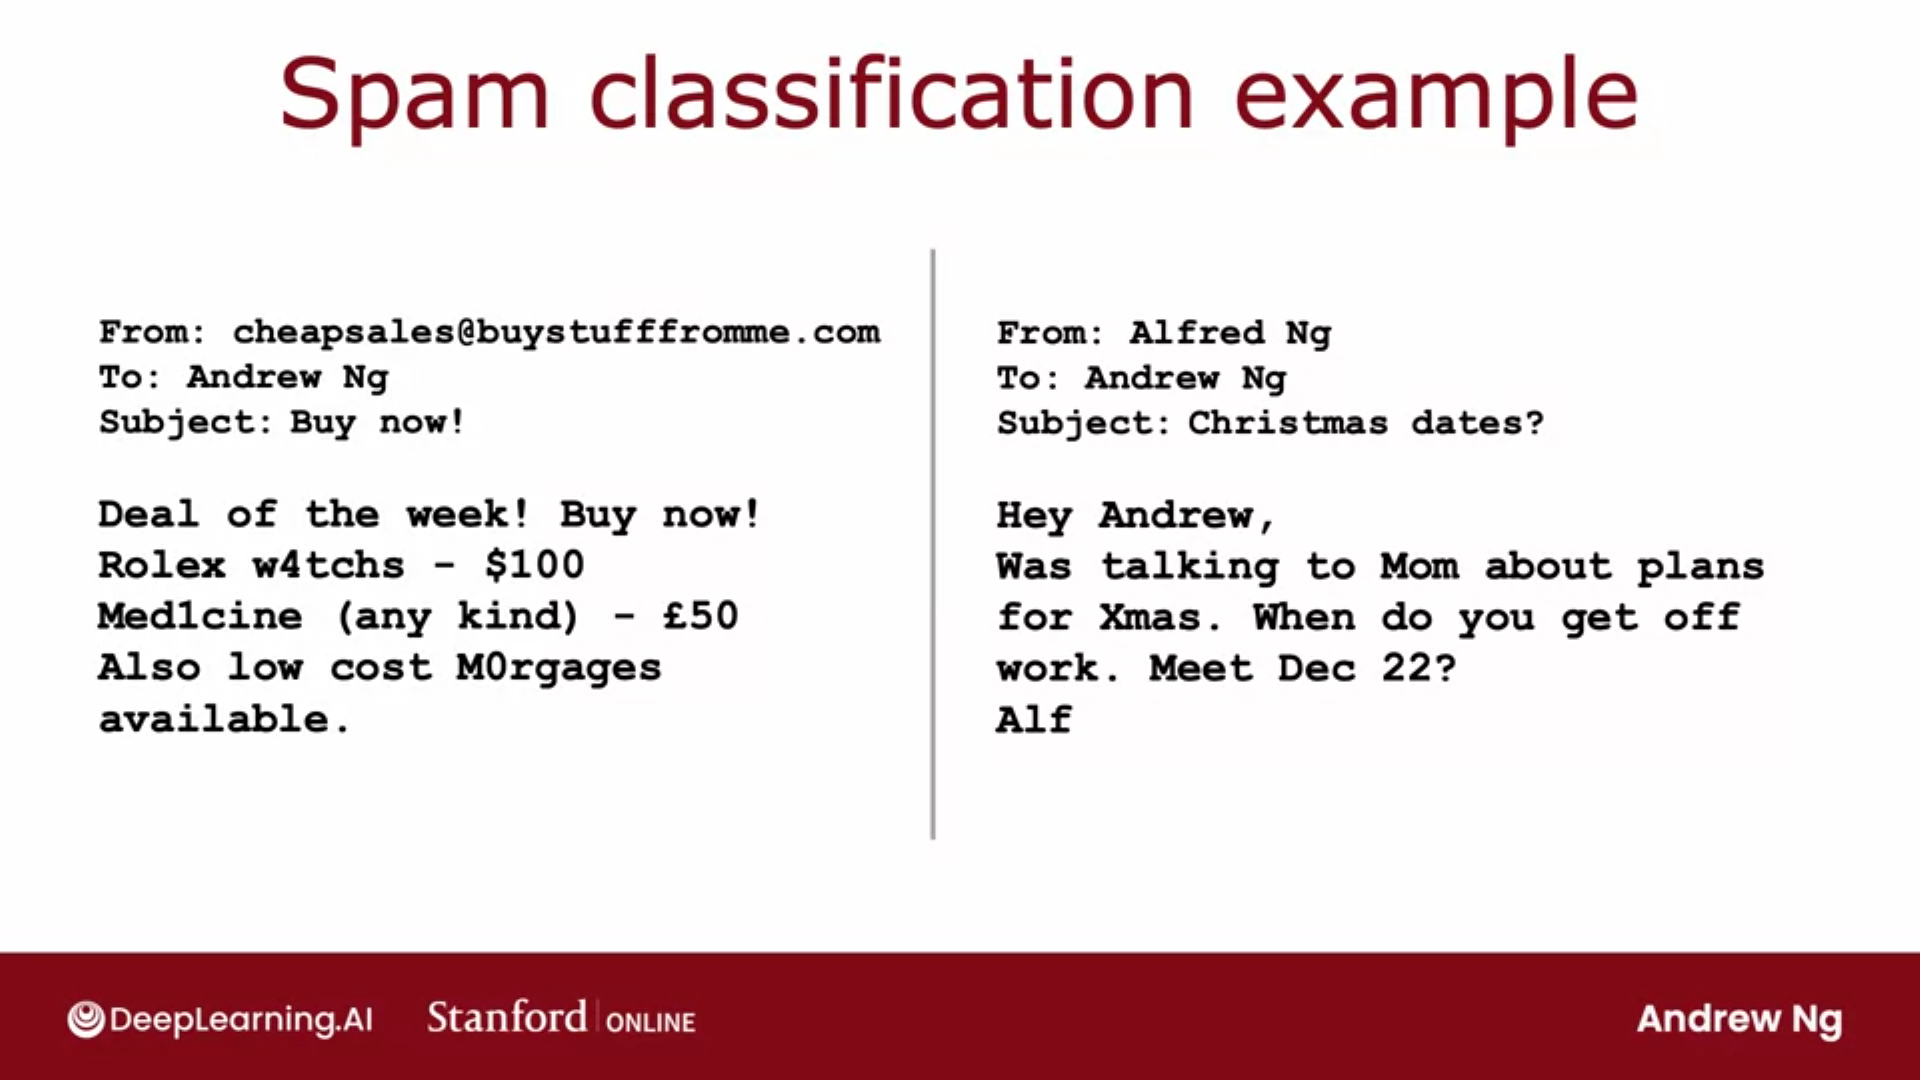 Spam classification example
From: cheapsales@buystufffromme.com
To: Andrew Ng
Subject: Buy now!
Deal of the week! Buy now!
Rolex w4tchs - $100
Med1cine (any kind) - £50
Also low cost M0rgages
available.
From: Alfred Ng
To: Andrew Ng
Subject: Christmas dates?
Hey Andrew,
Was talking to Mom about plans
for Xmas. When do you get off
work. Meet Dec 22?
Alf
DeepLearning.AI
Stanford ONLINE
Andrew Ng